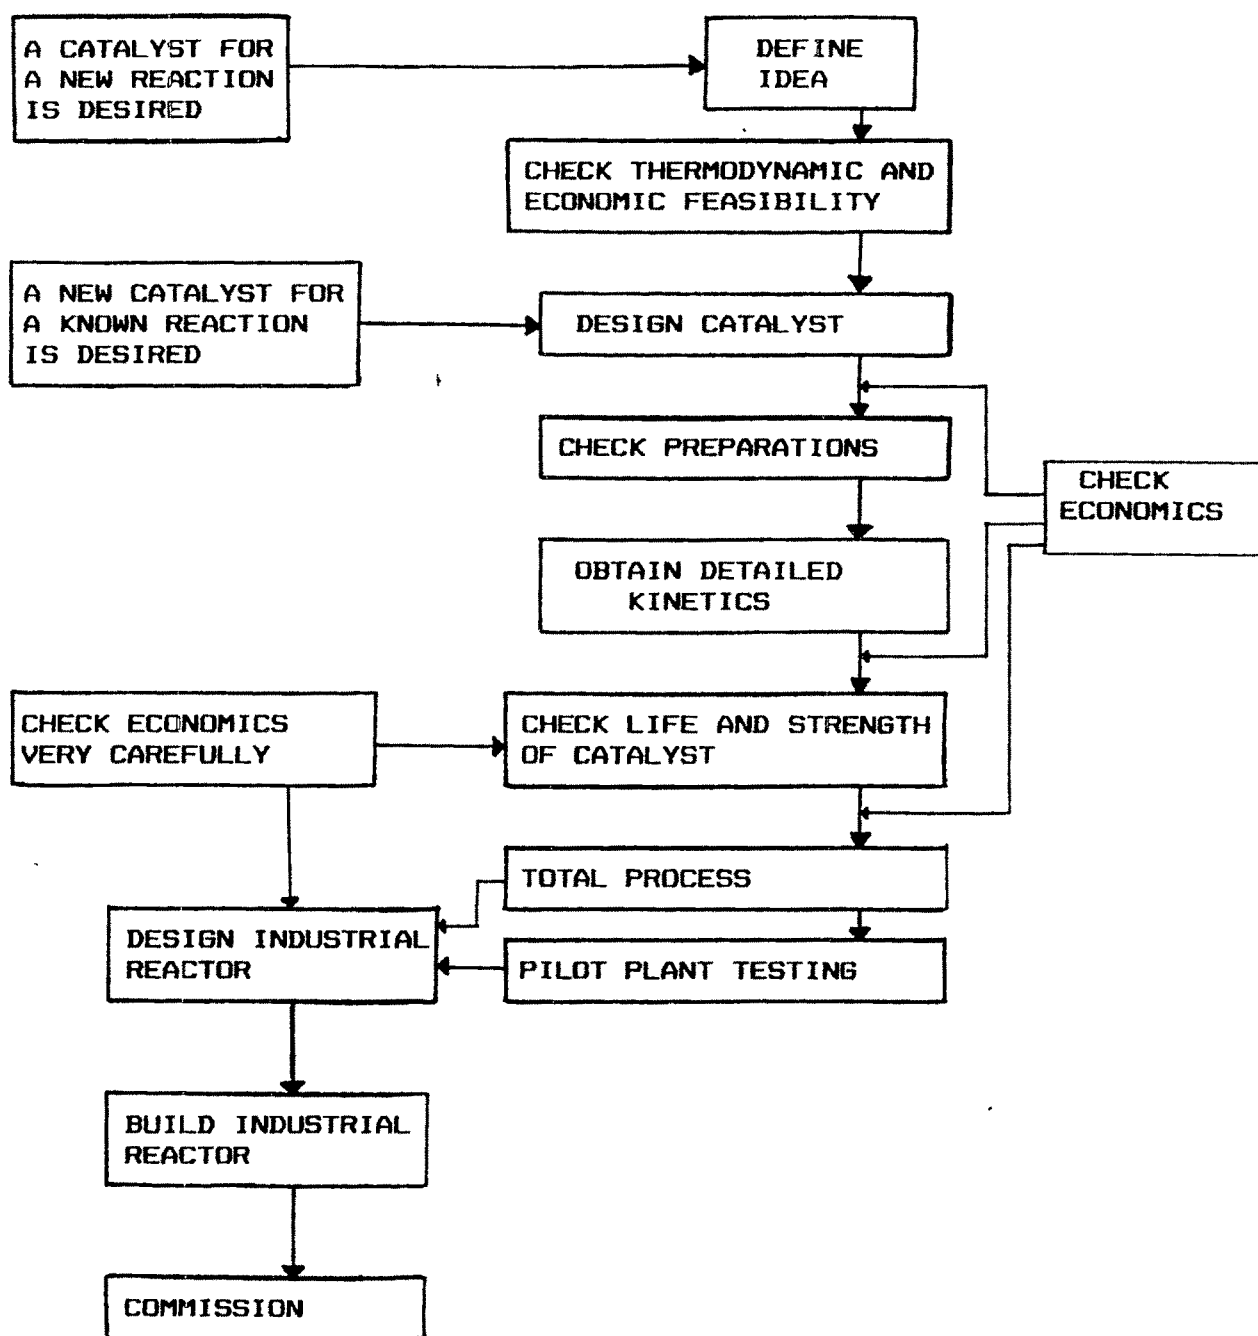 A CATALYST FOR
A NEW REACTION
IS DESIRED
DEFINE
IDEA
CHECK THERMODYNAMIC AND
ECONOMIC FEASIBILITY
A NEW CATALYST FOR
A KNOWN REACTION
IS DESIRED
DESIGN CATALYST
CHECK PREPARATIONS
CHECK
ECONOMICS
OBTAIN DETAILED
KINETICS
CHECK ECONOMICS
VERY CAREFULLY
CHECK LIFE AND STRENGTH
OF CATALYST
TOTAL PROCESS
DESIGN INDUSTRIAL
REACTOR
PILOT PLANT TESTING
BUILD INDUSTRIAL
REACTOR
COMMISSION